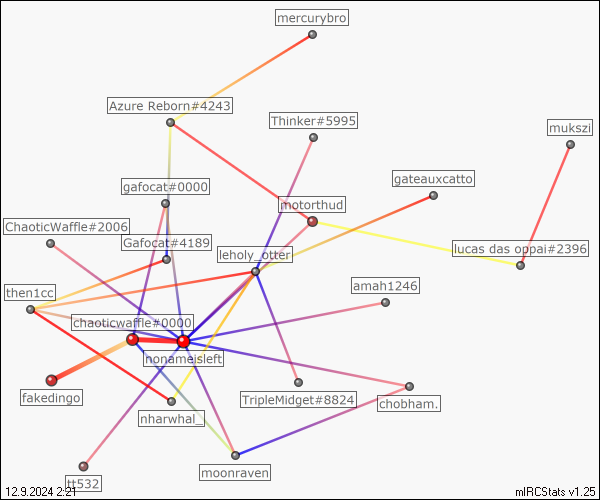 mercurybro
Azure Reborn#4243
Thinker#5995
mukszi
gateauxcatto
gafocat#0000
motorthud
ChaoticWaffle#2006
Gafocat#4189
leholy_otter
lucas das oppai#2396
then1cc
amah1246
chaoticwaffle#0000
nonameisleft
fakedingo
nharwhal_
TripleMidget#8824
chobham.
moonraven
tt532
12.9.2024 2:21
mIRCStats v1.25